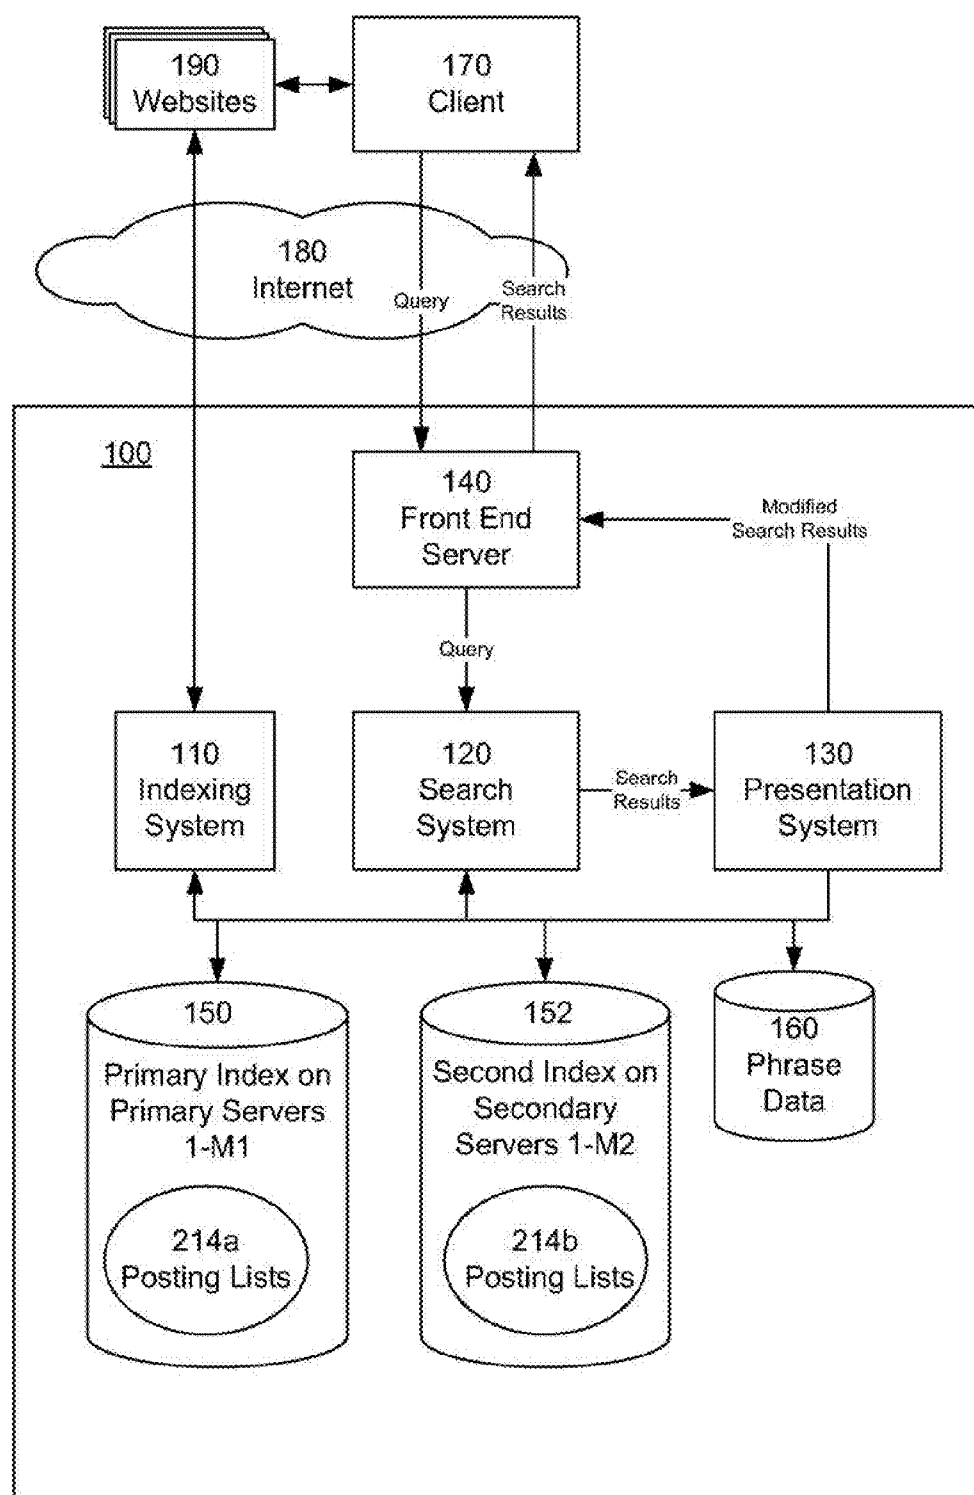 190
Websites
170
Client
180
Internet
Query
Search
Results
100
140
Front End
Server
Modified
Search Results
Query
110
Indexing
System
120
Search
System
Search
Results
130
Presentation
System
150
Primary Index on
Primary Servers
1-M1
214a
Posting Lists
152
Second Index on
Secondary
Servers 1-M2
214b
Posting Lists
160
Phrase
Data